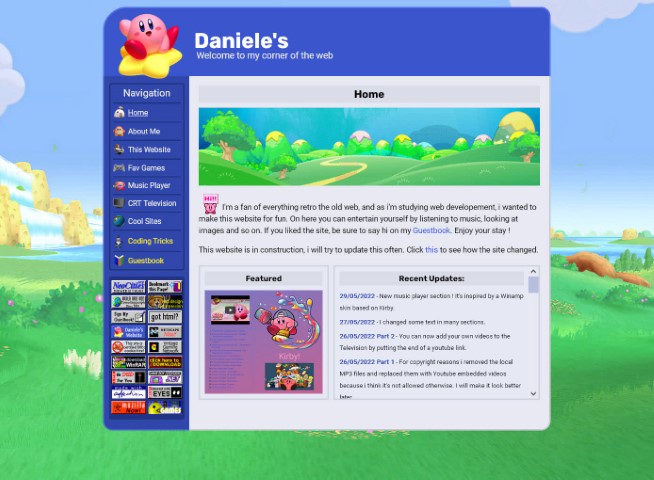 Daniele's
Welcome to my corner of the web
Navigation
Home
About Me
This Website
Fav Games
Music Player
CRT Television
Cool Sites
Coding Tricks
Guestbook
NeoCities
got html?
Daniele's
Website
EYES
GAMES
Home
Hi!!
I'm a fan of everything retro the old web, and as i'm studying web developement, i wanted to
make this website for fun. On here you can entertain yourself by listening to music, looking at
images and so on. If you liked the site, be sure to say hi on my Guestbook. Enjoy your stay !
This website is in construction, i will try to update this often. Click this to see how the site changed.
Featured
Kirby!
Recent Updates:
29/05/2022 - New music player section ! It's inspired by a Winamp
skin based on Kirby.
27/05/2022 - I changed some text in many sections.
26/05/2022 Part 2 - You can now add your own videos to the
Television by putting the end of a youtube link.
26/05/2022 Part 1 - For copyright reasons i removed the local
MP3 files and replaced them with Youtube embedded videos
because i think it's not allowed otherwise. I will make it look better
later.